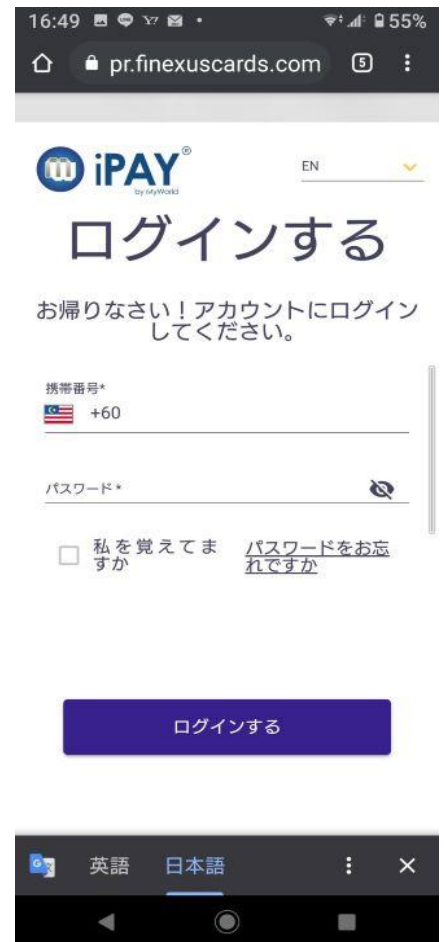 16:49 55%
pr.finexuscards.com 5
iPAY®
by MyWorld
EN
ログインする
お帰りなさい！アカウントにログイン
してください。
携帯番号*
+60
パスワード*
私を覚えてま
すか
パスワードをお忘
れですか
ログインする
英語 日本語